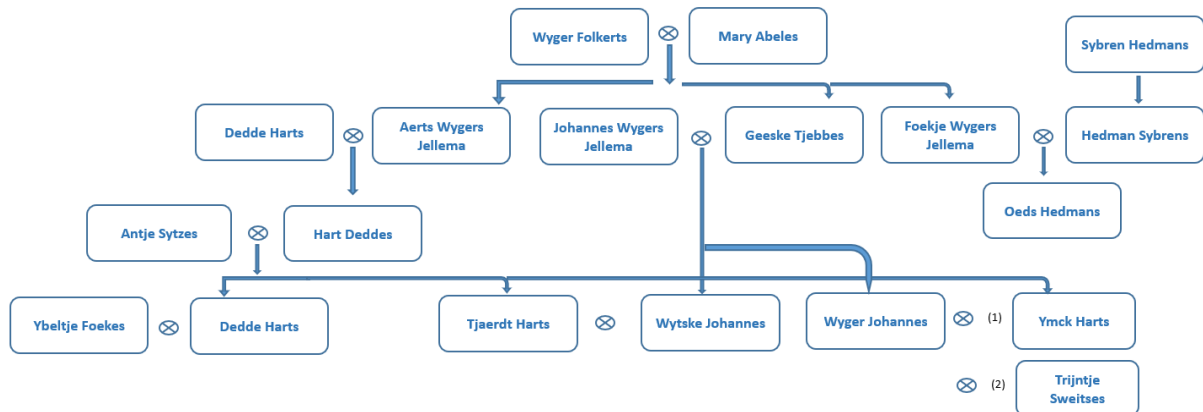 Wyger Folkerts
Mary Abeles
Sybren Hedmans
Dedde Harts
Aerts Wygers
Jellema
Johannes Wygers
Jellema
Geeske Tjebbes
Foekje Wygers
Jellema
Hedman Sybrens
Oeds Hedmans
Antje Sytzes
Hart Deddes
Ybeltje Foekes
Dedde Harts
Tjaerdt Harts
Wytske Johannes
Wyger Johannes
(1)
Ymck Harts
(2)
Trijntje
Sweitses